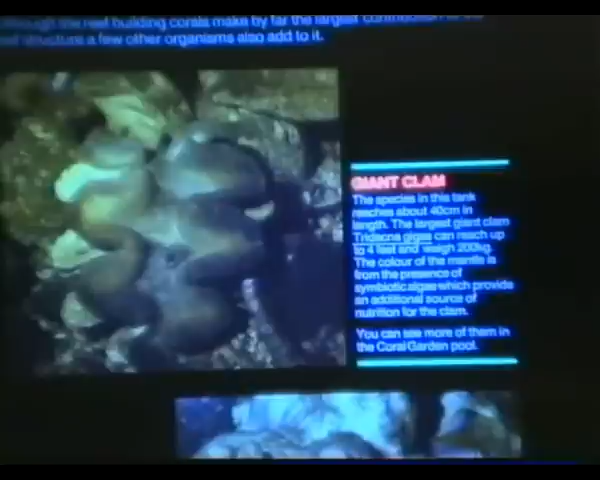 the reef building corals make by far the largest contribution
structure a few other organisms also add to it.
GIANT CLAM
The species in this tank
reaches about 40cm in
length. The largest giant clam
Tridacna gigas can reach up
to 4 feet and weigh 200kg.
The colour of the mantle is
from the presence of
symbiotic algae which provide
an additional source of
nutrition for the clam.
You can see more of them in
the Coral Garden pool.